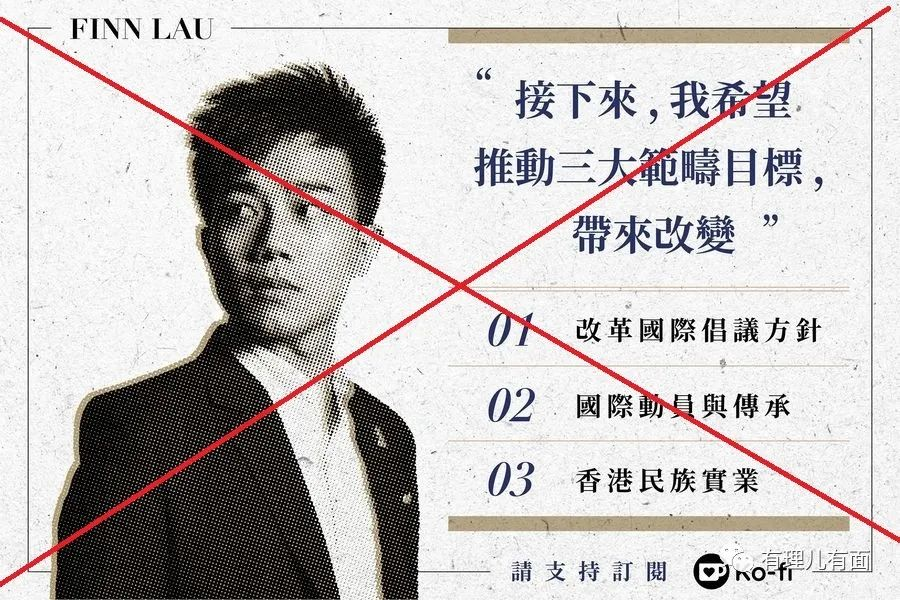 FINN LAU
“ 接下來，我希望
推動三大範疇目標，
帶來改變 ”
01 改革國際倡議方針
02 國際動員與傳承
03 香港民族實業
請支持訂閱 Ko-fi
有理儿有面